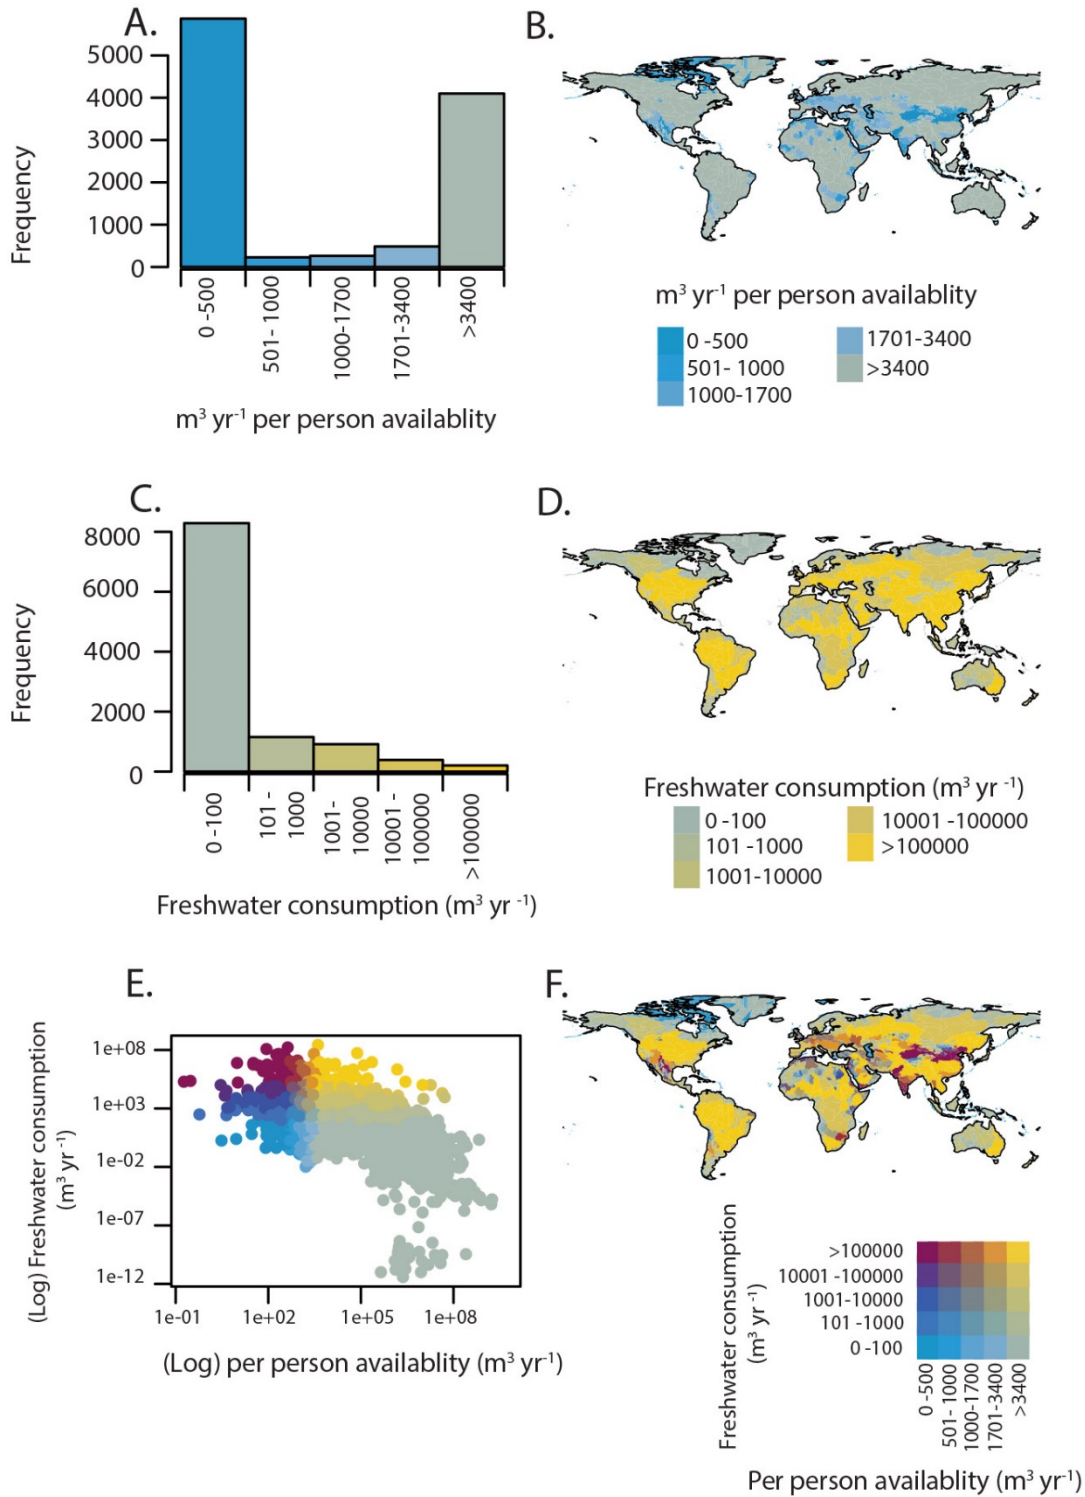 A.
5000
4000
3000
2000
1000
0
Frequency
0 -500
501- 1000
1000-1700
1701-3400
>3400
m³ yr⁻¹ per person availablity
B.
m³ yr⁻¹ per person availablity
0 -500
501- 1000
1000-1700
1701-3400
>3400
C.
8000
6000
4000
2000
0
Frequency
0 -100
101 -
1000
1001-
10000
10001-
100000
>100000
Freshwater consumption (m³ yr ⁻¹)
D.
Freshwater consumption (m³ yr ⁻¹)
0 -100
101 -1000
1001-10000
10001 -100000
>100000
E.
(Log) Freshwater consumption
(m³ yr⁻¹)
1e+08
1e+03
1e-02
1e-07
1e-12
1e-01
1e+02
1e+05
1e+08
(Log) per person availablity (m³ yr⁻¹)
F.
Freshwater consumption
(m³ yr⁻¹)
>100000
10001 -100000
1001-10000
101 -1000
0 -100
0 -500
501- 1000
1000-1700
1701-3400
>3400
Per person availablity (m³ yr⁻¹)